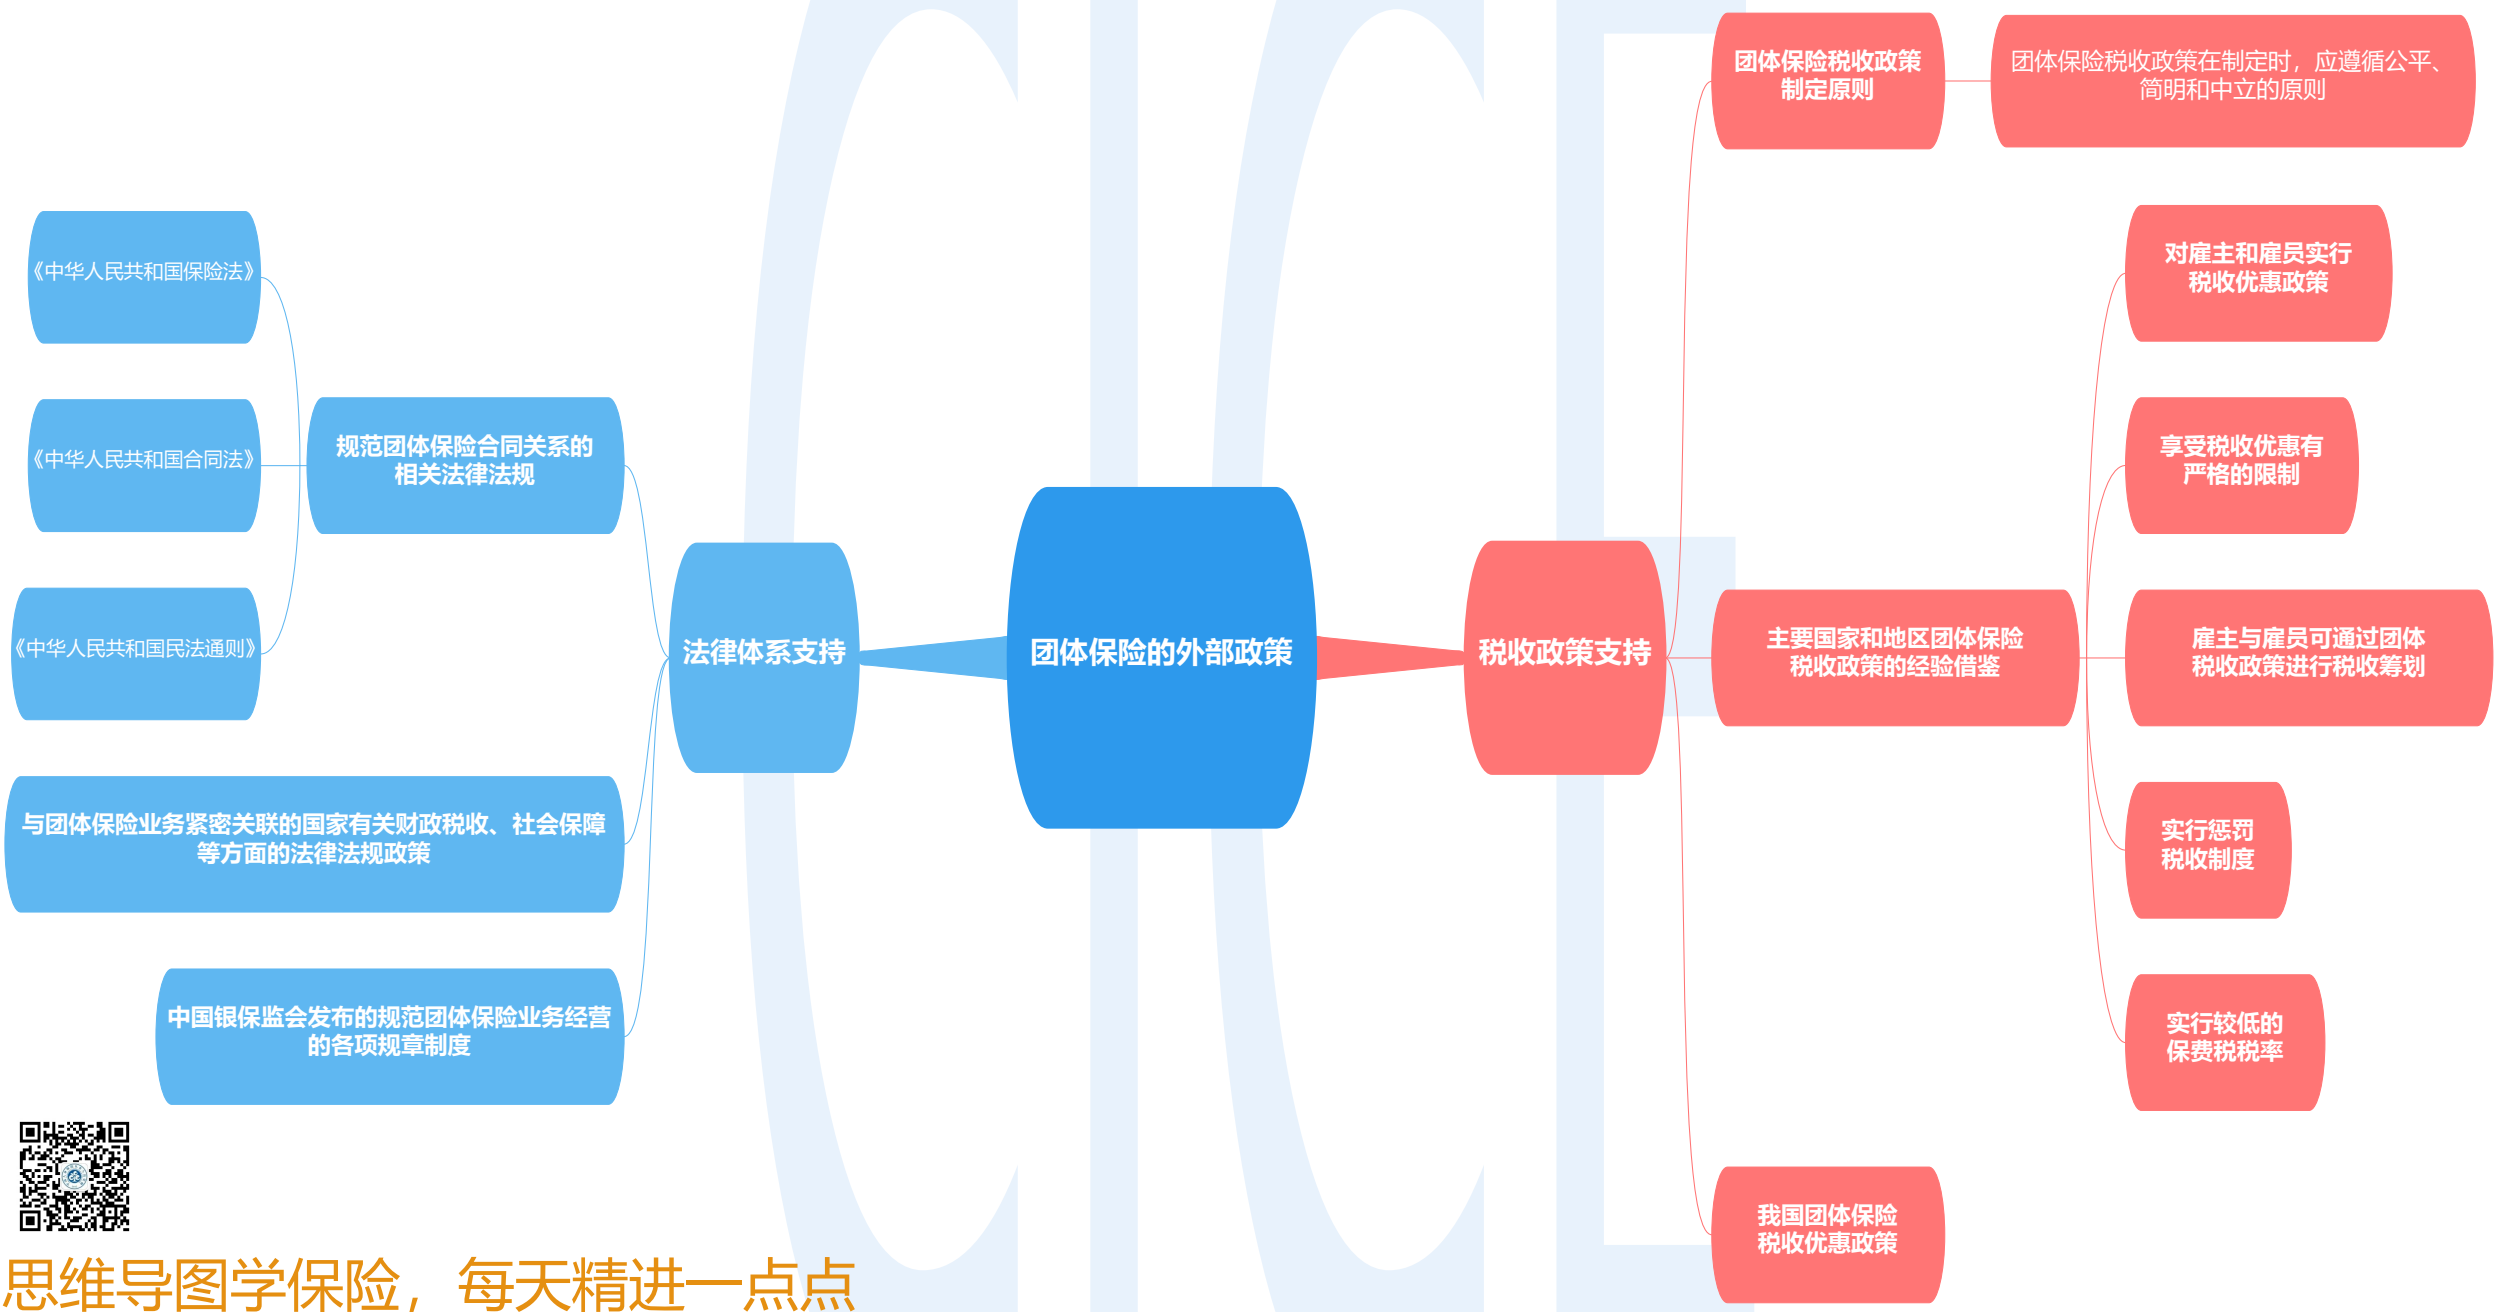 团体保险的外部政策
法律体系支持
规范团体保险合同关系的
相关法律法规
《中华人民共和国保险法》
《中华人民共和国合同法》
《中华人民共和国民法通则》
与团体保险业务紧密关联的国家有关财政税收、社会保障
等方面的法律法规政策
中国银保监会发布的规范团体保险业务经营
的各项规章制度
税收政策支持
团体保险税收政策
制定原则
团体保险税收政策在制定时，应遵循公平、
简明和中立的原则
主要国家和地区团体保险
税收政策的经验借鉴
对雇主和雇员实行
税收优惠政策
享受税收优惠有
严格的限制
雇主与雇员可通过团体
税收政策进行税收筹划
实行惩罚
税收制度
实行较低的
保费税税率
我国团体保险
税收优惠政策
思维导图学保险，每天精进一点点
CICE